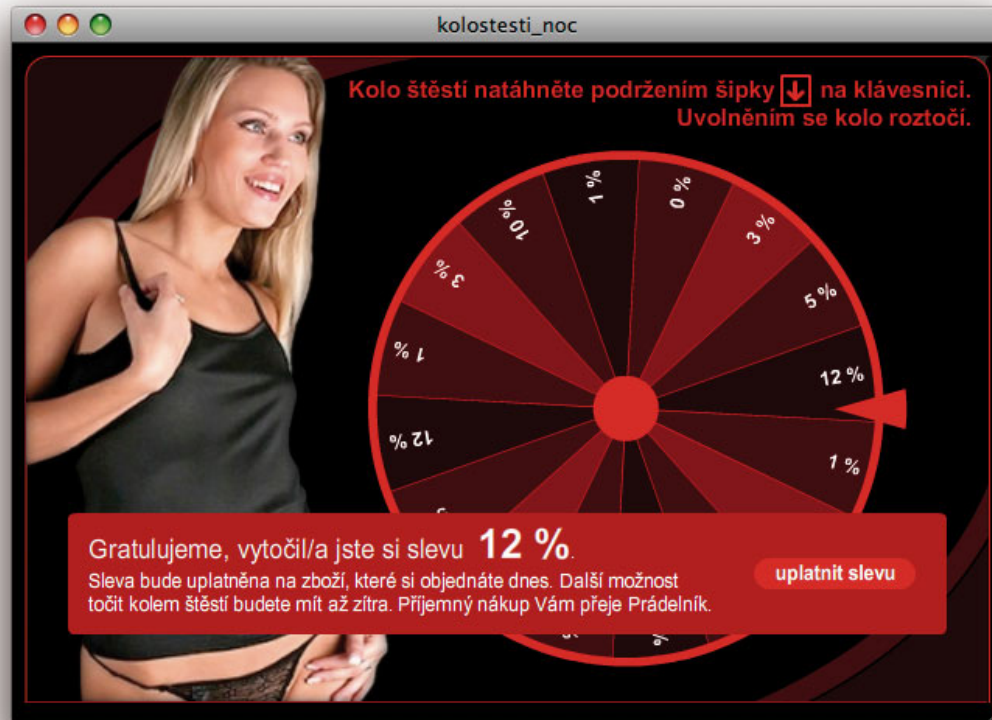 kolostesti_noc
Kolo štěstí natáhněte podržením šipky na klávesnici.
Uvolněním se kolo roztočí.
1 %
0 %
10 %
3 %
3 %
5 %
1 %
12 %
12 %
1 %
Gratulujeme, vytočil/a jste si slevu 12 %.
Sleva bude uplatněna na zboží, které si objednáte dnes. Další možnost
točit kolem štěstí budete mít až zítra. Příjemný nákup Vám přeje Prádelník.
uplatnit slevu